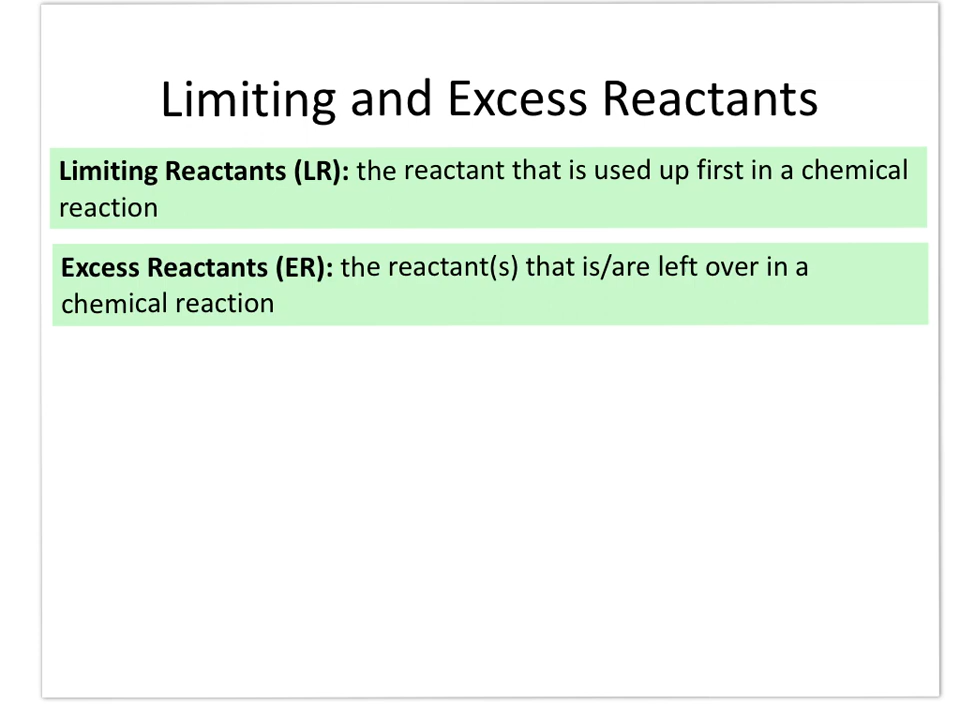 Limiting and Excess Reactants
Limiting Reactants (LR): the reactant that is used up first in a chemical
reaction
Excess Reactants (ER): the reactant(s) that is/are left over in a
chemical reaction